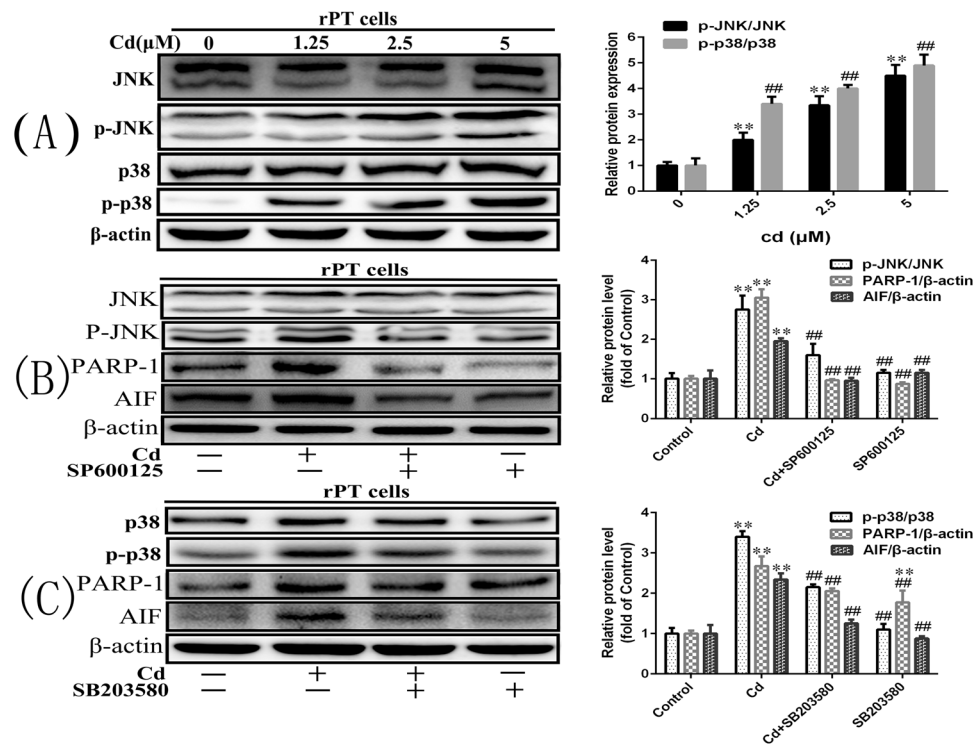 rPT cells
Cd(μM) 0 1.25 2.5 5
(A)
JNK
p-JNK
p38
p-p38
β-actin
p-JNK/JNK
p-p38/p38
Relative protein expression
6
5
4
3
2
1
0
** ## ** ## ** ##
0 1.25 2.5 5
cd (μM)
rPT cells
(B)
JNK
P-JNK
PARP-1
AIF
β-actin
Cd — + + —
SP600125 — — + +
p-JNK/JNK
PARP-1/β-actin
AIF/β-actin
Relative protein level
(fold of Control)
4
3
2
1
0
** ** ** ## ## ## ## ## ##
Control Cd Cd+SP600125 SP600125
rPT cells
(C)
p38
p-p38
PARP-1
AIF
β-actin
Cd — + + —
SB203580 — — + +
p-p38/p38
PARP-1/β-actin
AIF/β-actin
Relative protein level
(fold of Control)
4
3
2
1
0
** ** ** ## ## ## ## ** ## ##
Control Cd Cd+SB203580 SB203580